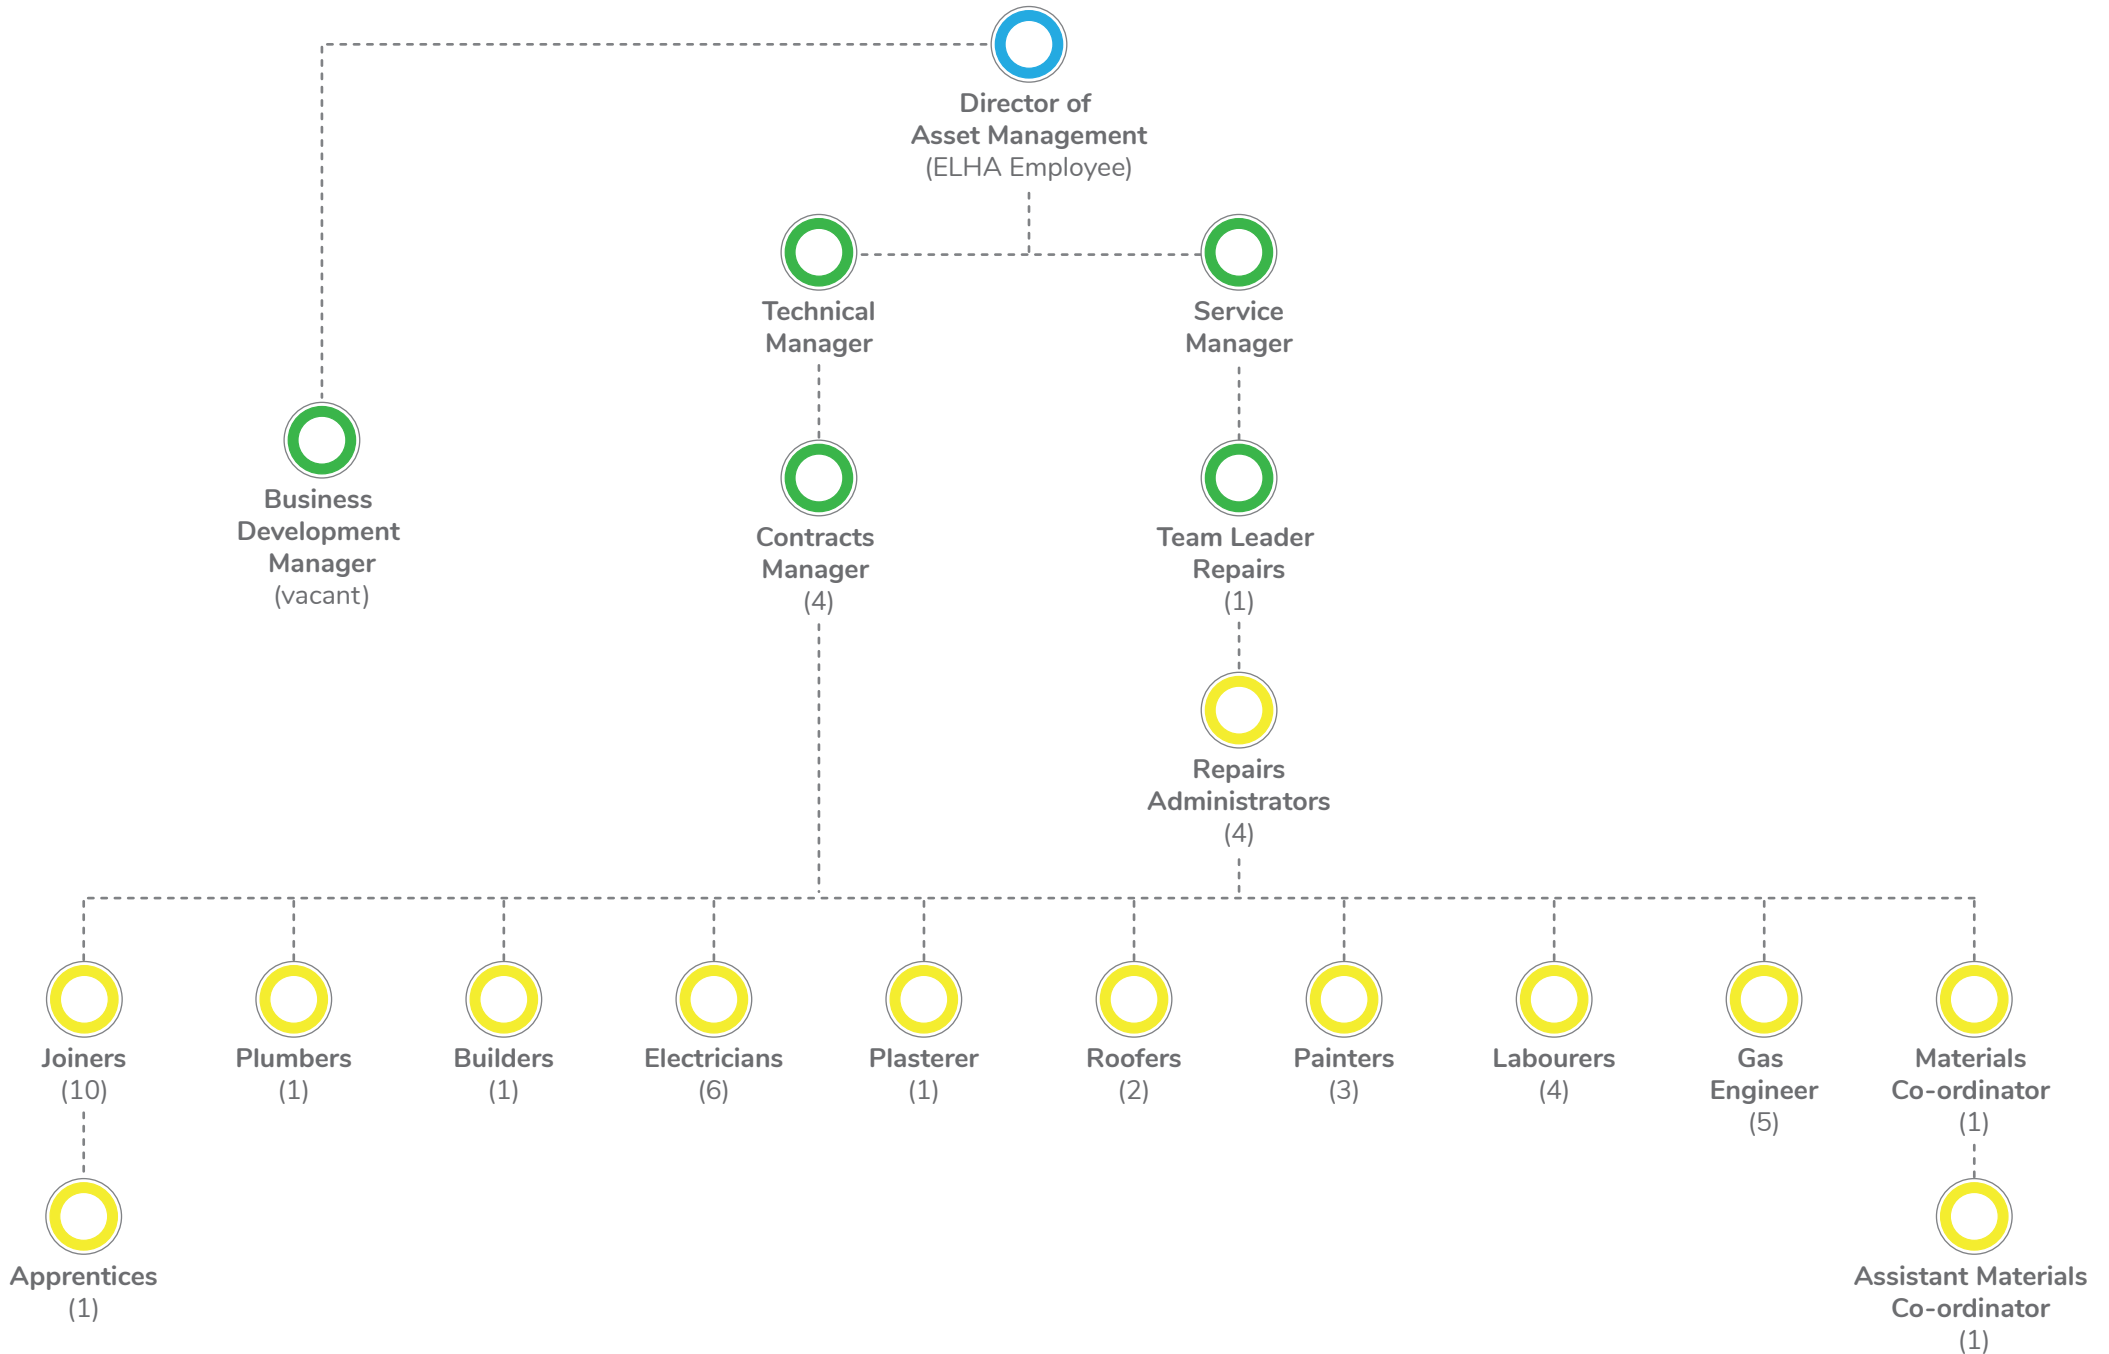 Director of
Asset Management
(ELHA Employee)
Technical
Manager
Service
Manager
Business
Development
Manager
(vacant)
Contracts
Manager
(4)
Team Leader
Repairs
(1)
Repairs
Administrators
(4)
Joiners
(10)
Plumbers
(1)
Builders
(1)
Electricians
(6)
Plasterer
(1)
Roofers
(2)
Painters
(3)
Labourers
(4)
Gas
Engineer
(5)
Materials
Co-ordinator
(1)
Apprentices
(1)
Assistant Materials
Co-ordinator
(1)